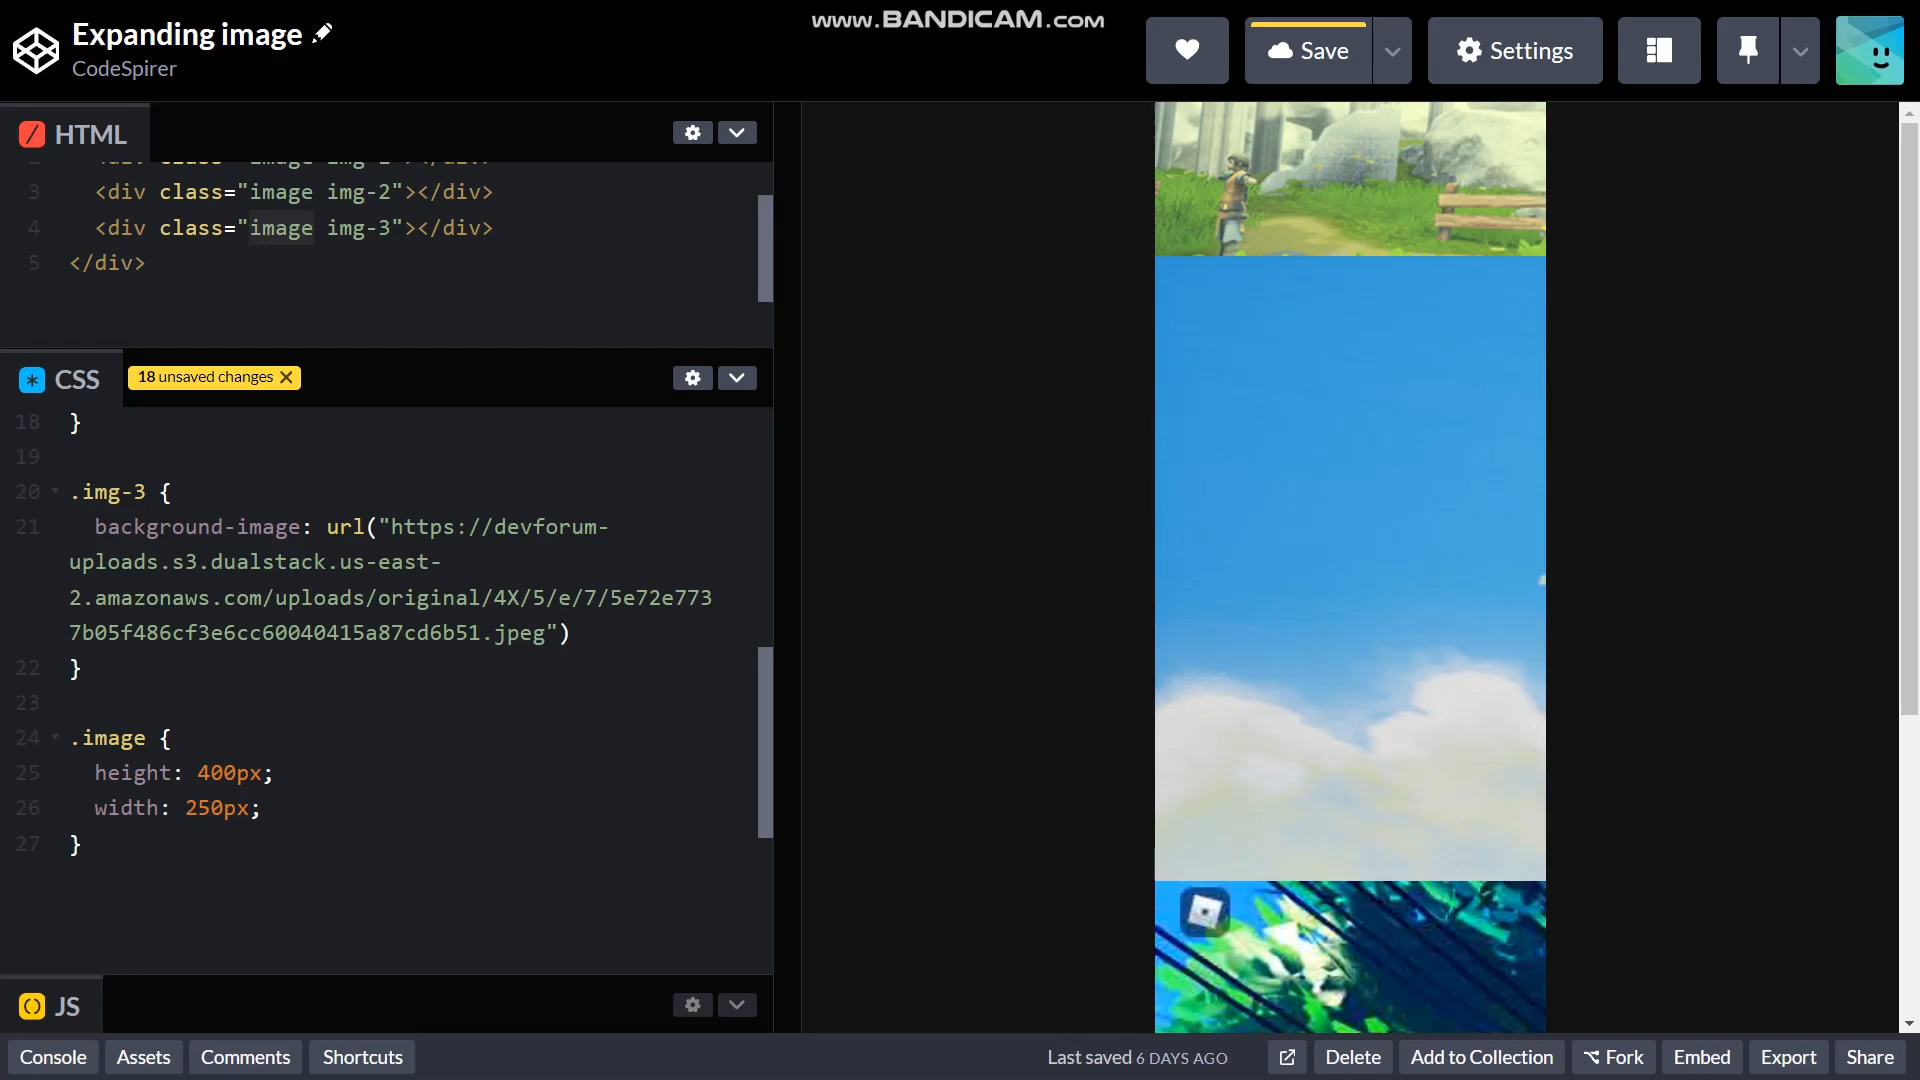 Expanding image
CodeSpirer
www.BANDICAM.com
Save
Settings
HTML
3 <div class="image img-2"></div>
4 <div class="image img-3"></div>
5 </div>
CSS
18 unsaved changes
18 }
19
20 .img-3 {
21 background-image: url("https://devforum-
uploads.s3.dualstack.us-east-
2.amazonaws.com/uploads/original/4X/5/e/7/5e72e773
7b05f486cf3e6cc60040415a87cd6b51.jpeg")
22 }
23
24 .image {
25 height: 400px;
26 width: 250px;
27 }
JS
Console
Assets
Comments
Shortcuts
Last saved 6 DAYS AGO
Delete
Add to Collection
Fork
Embed
Export
Share